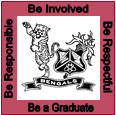 Be Involved
Be Responsible
Be Respectful
BENGALS
Be a Graduate